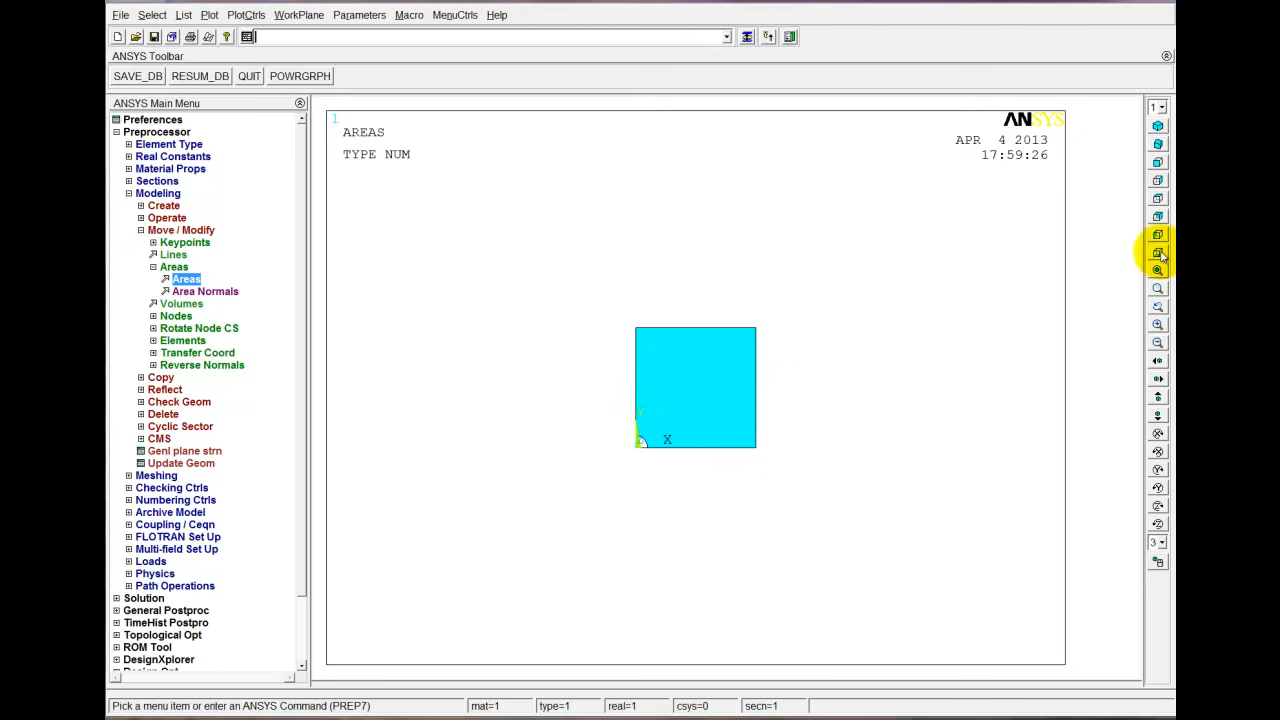 File Select List Plot PlotCtrls WorkPlane Parameters Macro MenuCtrls Help
ANSYS Toolbar
SAVE_DB RESUM_DB QUIT POWRGRPH
ANSYS Main Menu
Preferences
Preprocessor
Element Type
Real Constants
Material Props
Sections
Modeling
Create
Operate
Move / Modify
Keypoints
Lines
Areas
Areas
Area Normals
Volumes
Nodes
Rotate Node CS
Elements
Transfer Coord
Reverse Normals
Copy
Reflect
Check Geom
Delete
Cyclic Sector
CMS
Genl plane strn
Update Geom
Meshing
Checking Ctrls
Numbering Ctrls
Archive Model
Coupling / Ceqn
FLOTRAN Set Up
Multi-field Set Up
Loads
Physics
Path Operations
Solution
General Postproc
TimeHist Postpro
Topological Opt
ROM Tool
DesignXplorer
1
AREAS
TYPE NUM
ANSYS
APR 4 2013
17:59:26
X
1
3
Pick a menu item or enter an ANSYS Command (PREP7) mat=1 type=1 real=1 csys=0 secn=1